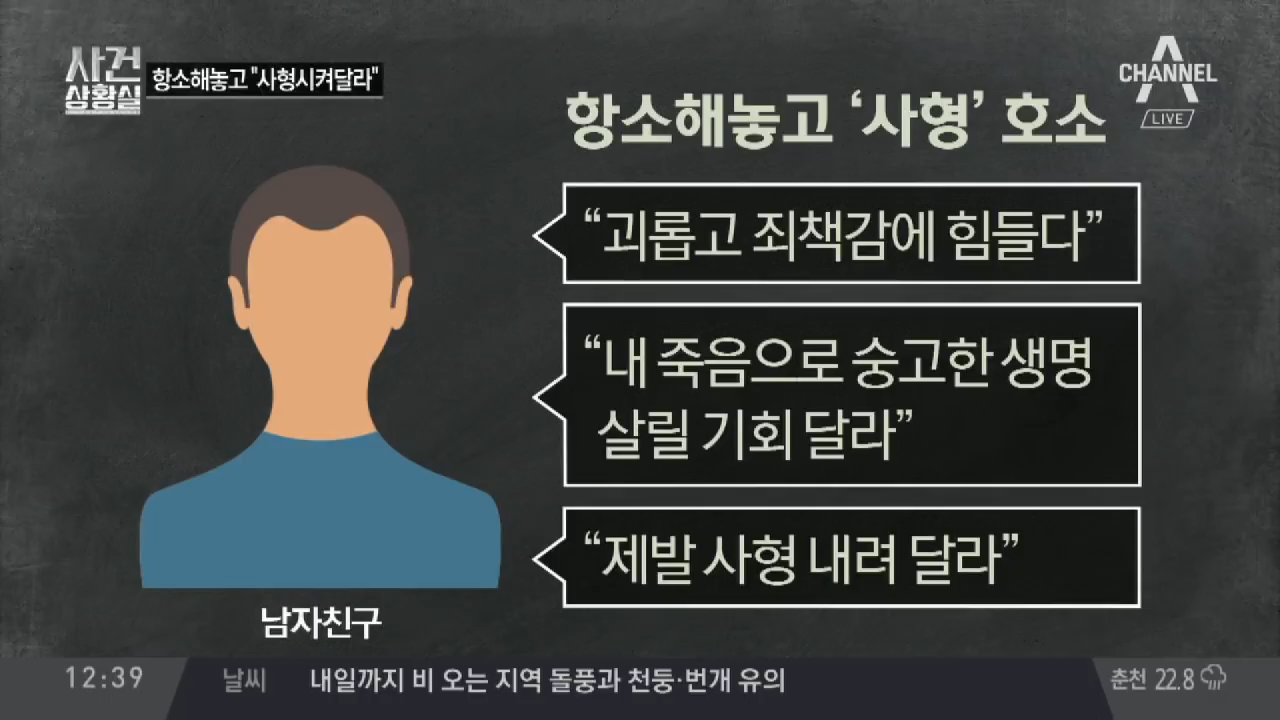 사건
상황실
항소해놓고 "사형시켜달라"
CHANNEL A
LIVE
항소해놓고 ‘사형’ 호소
“괴롭고 죄책감에 힘들다”
“내 죽음으로 숭고한 생명
살릴 기회 달라”
“제발 사형 내려 달라”
남자친구
12:39
날씨
내일까지 비 오는 지역 돌풍과 천둥·번개 유의
춘천 22.8